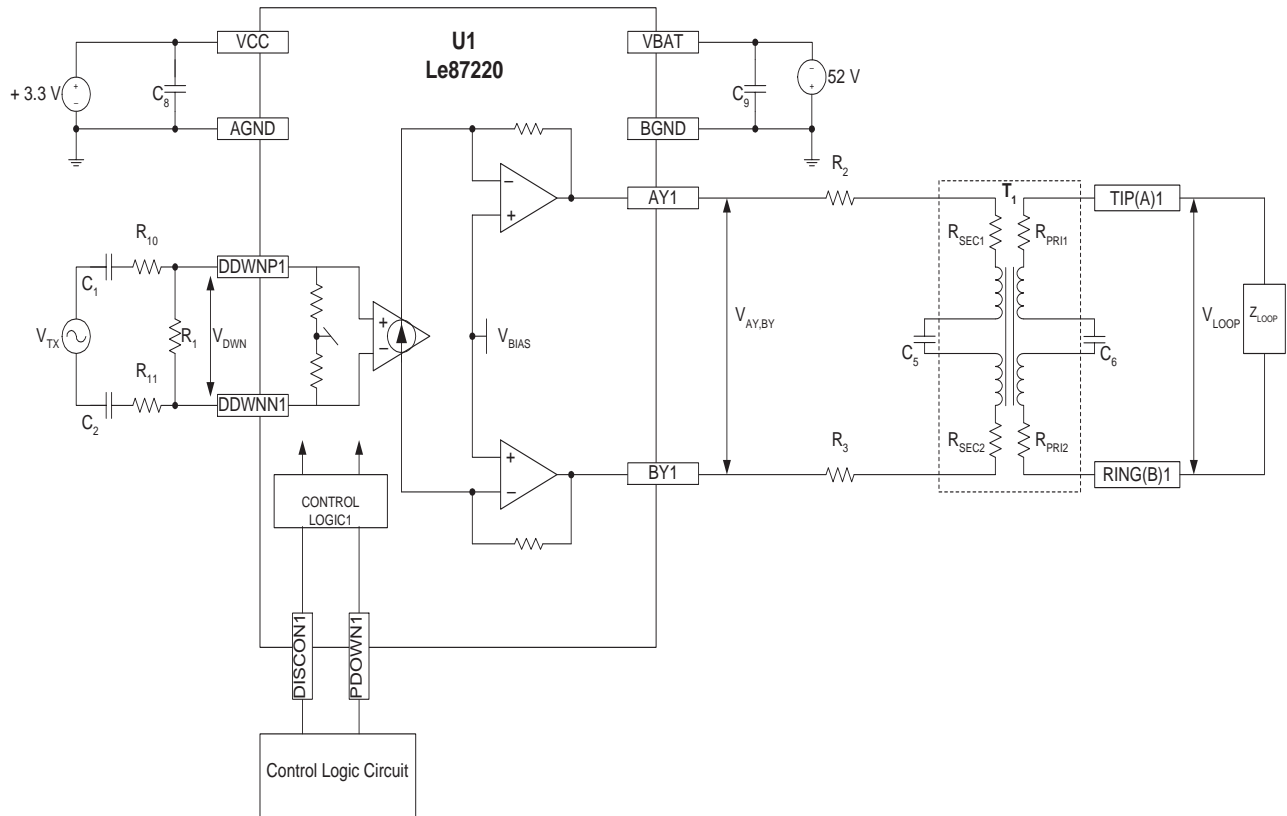 VCC
U1
Le87220
VBAT
+ 3.3 V
+
−
C8
C9
−
+
52 V
AGND
BGND
R2
T1
−
+
AY1
TIP(A)1
RSEC1
RPRI1
R10
C1
DDWNP1
VTX
R1
VDWN
+
−
VBIAS
VAY,BY
C5
C6
VLOOP
ZLOOP
R11
C2
DDWNN1
+
−
R3
RSEC2
RPRI2
BY1
RING(B)1
CONTROL
LOGIC1
DISCON1
PDOWN1
Control Logic Circuit